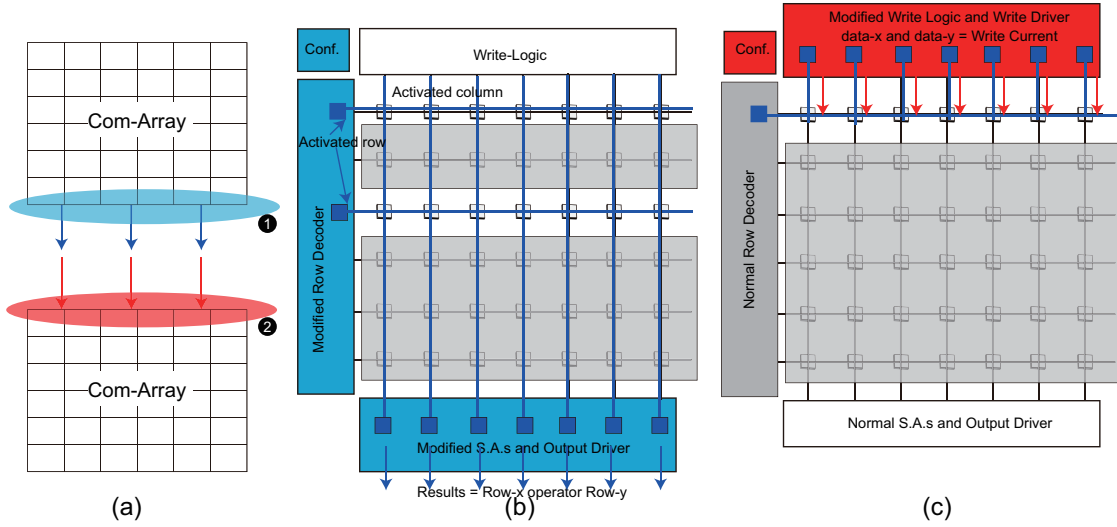 Com-Array
1
2
Com-Array
(a)
Conf.
Write-Logic
Activated column
Activated row
Modified Row Decoder
Modified S.A.s and Output Driver
Results = Row-x operator Row-y
(b)
Conf.
Modified Write Logic and Write Driver
data-x and data-y = Write Current
Normal Row Decoder
Normal S.A.s and Output Driver
(c)